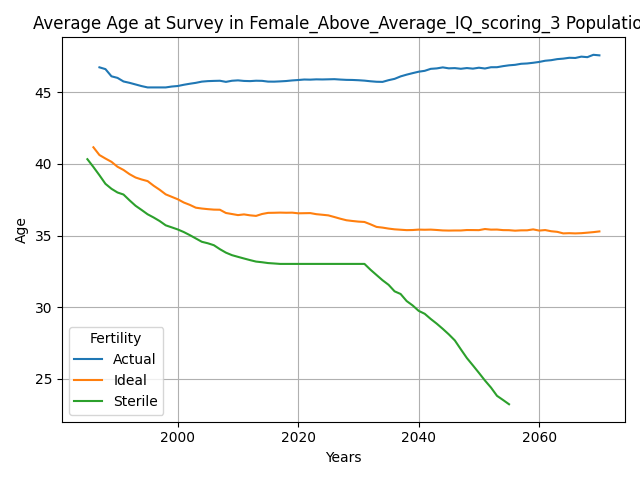 Average Age at Survey in Female_Above_Average_IQ_scoring_3 Populatio
Age
45
40
35
30
25
Fertility
Actual
Ideal
Sterile
2000 2020 2040 2060
Years